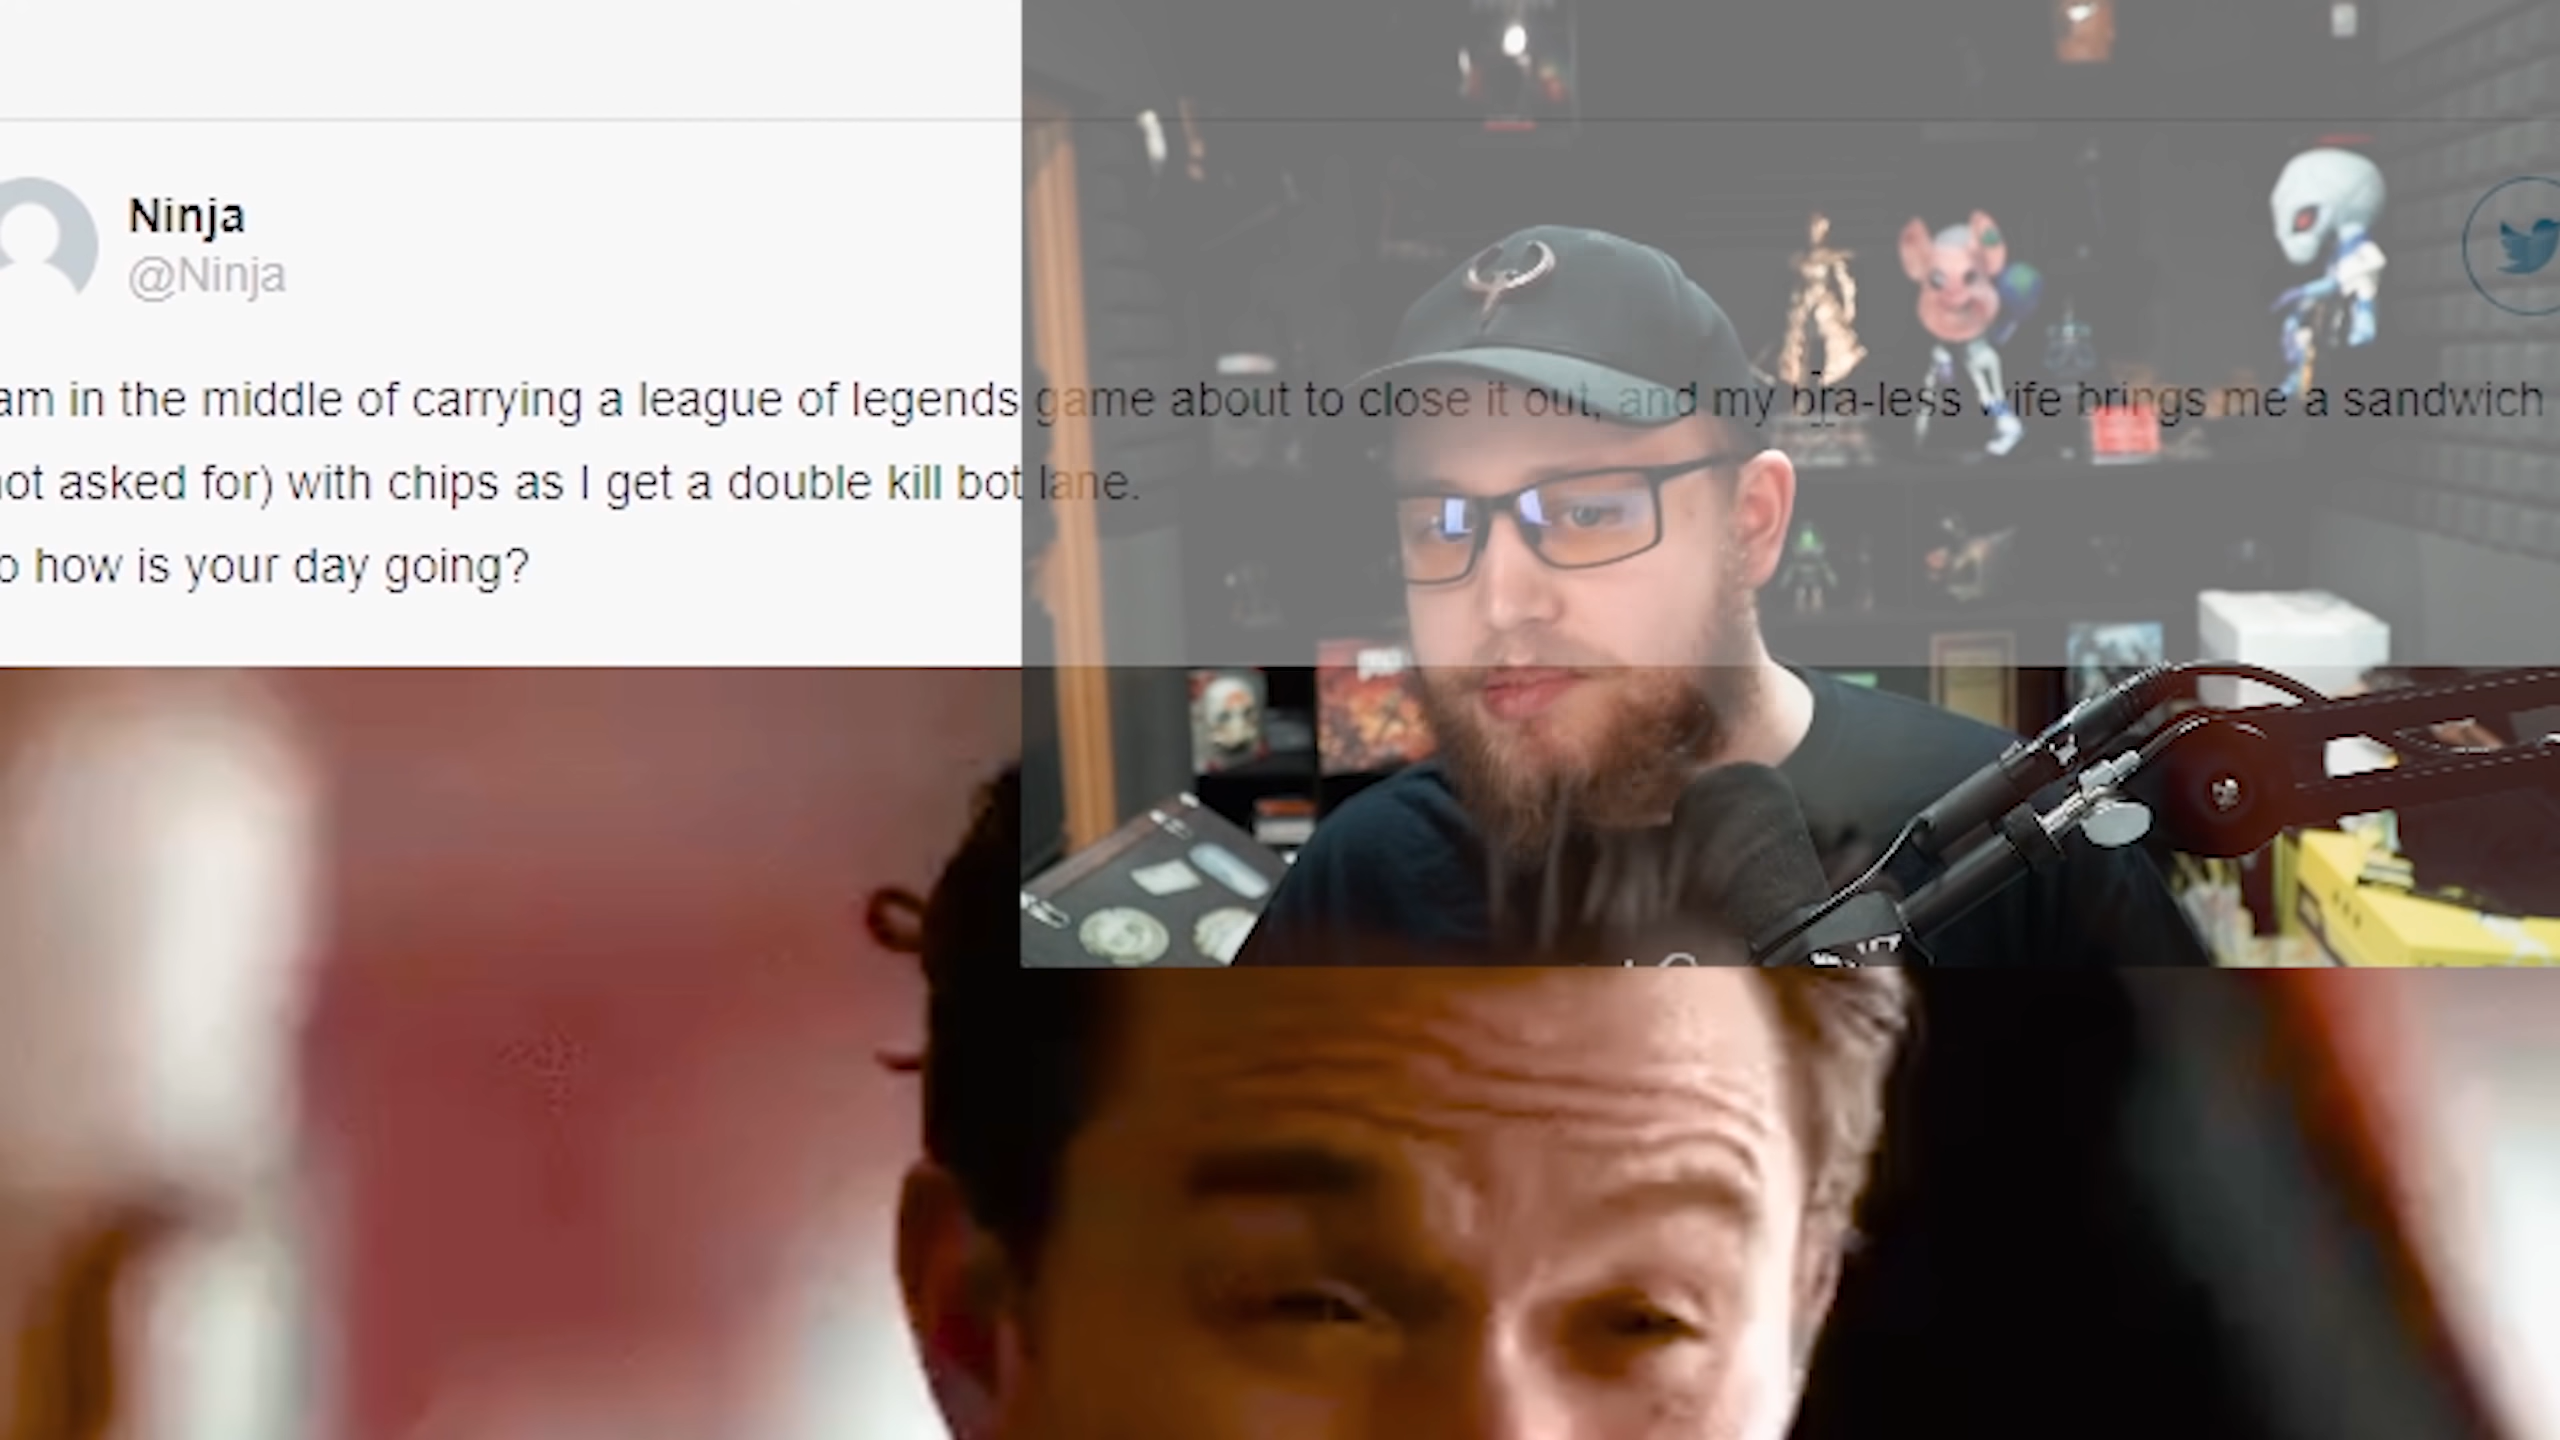 Ninja
@Ninja
am in the middle of carrying a league of legends game about to close it out, and my bra-less wife brings me a sandwich
not asked for) with chips as I get a double kill bot lane.
o how is your day going?